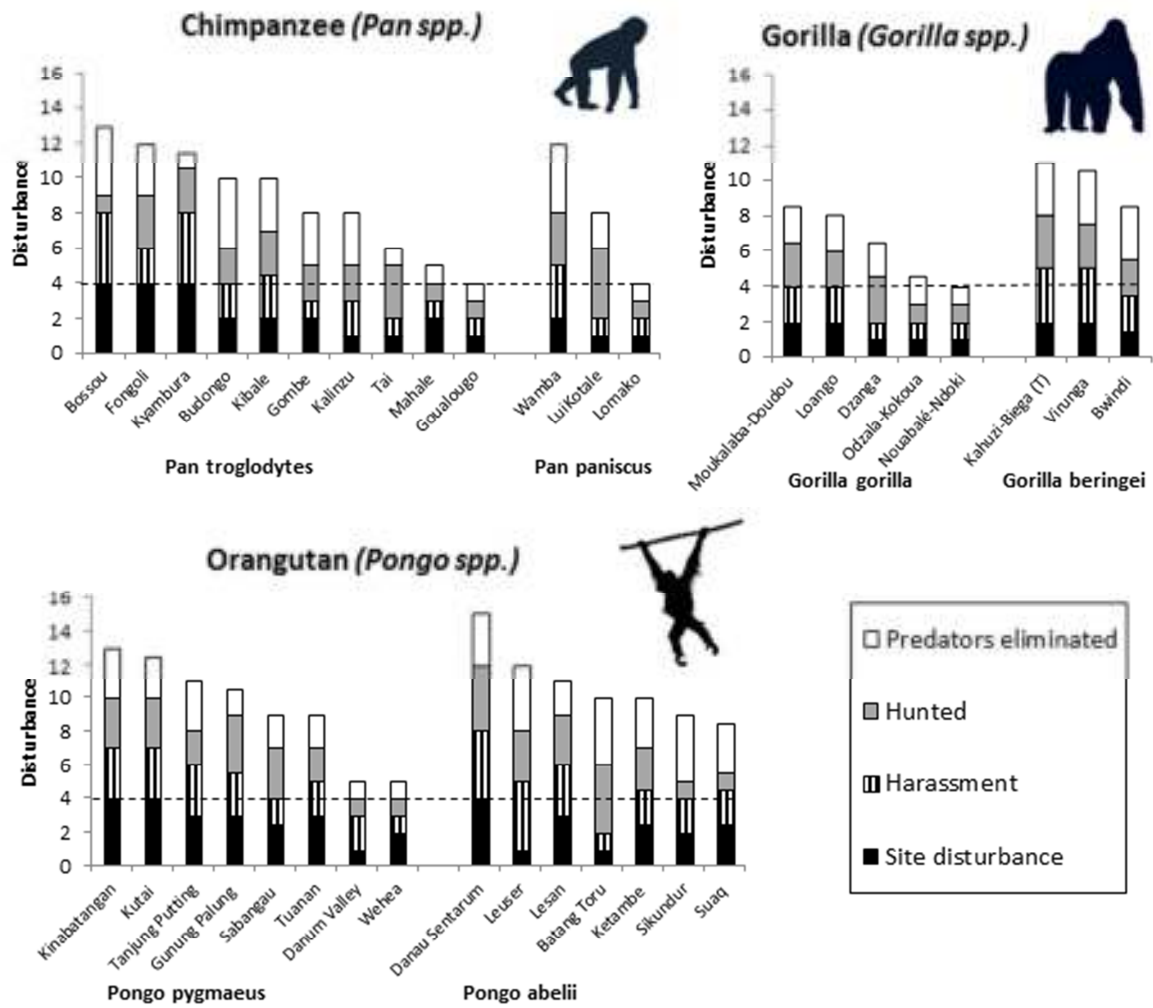 Chimpanzee (Pan spp.)
16
14
12
10
8
6
4
2
0
Disturbance
Bossou
Fongoli
Kyambura
Budongo
Kibale
Gombe
Kalinzu
Tai
Mahale
Goualougo
Wamba
LuiKotale
Lomako
Pan troglodytes
Pan paniscus
Gorilla (Gorilla spp.)
16
14
12
10
8
6
4
2
0
Disturbance
Moukalaba-Doudou
Loango
Dzanga
Odzala-Kokoua
Nouabalé-Ndoki
Kahuzi-Biega (T)
Virunga
Bwindi
Gorilla gorilla
Gorilla beringei
Orangutan (Pongo spp.)
16
14
12
10
8
6
4
2
0
Disturbance
Kinabatangan
Kutai
Tanjung Putting
Gunung Palung
Sabangau
Tuanan
Danum Valley
Wehea
Danau Sentarum
Leuser
Lesan
Batang Toru
Ketambe
Sikundur
Suaq
Pongo pygmaeus
Pongo abelii
Predators eliminated
Hunted
Harassment
Site disturbance